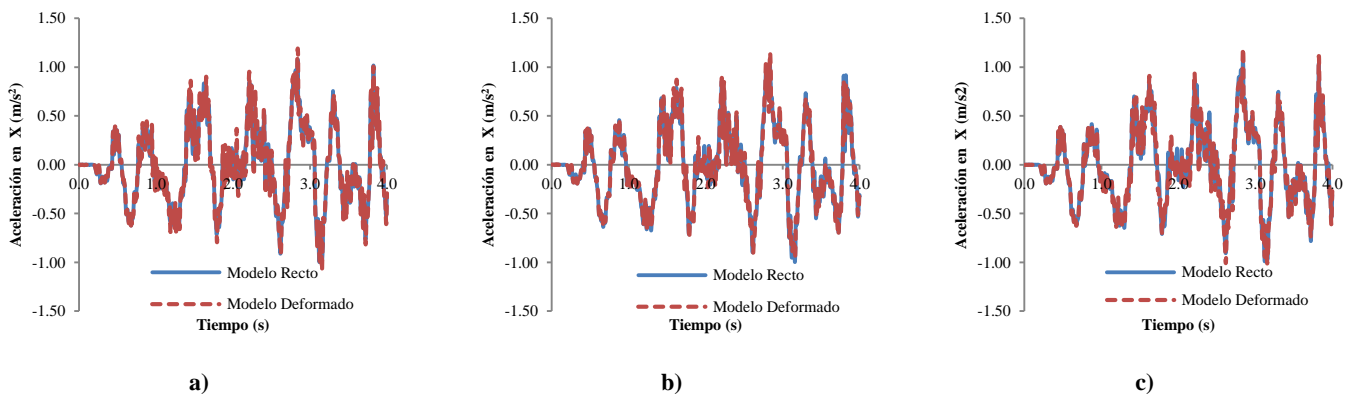 1.50
1.00
0.50
0.00
-0.50
-1.00
-1.50
0.0
1.0
2.0
3.0
4.0
Aceleración en X (m/s²)
Modelo Recto
Modelo Deformado
Tiempo (s)
a)
1.50
1.00
0.50
0.00
-0.50
-1.00
-1.50
0.0
1.0
2.0
3.0
4.0
Aceleración en X (m/s²)
Modelo Recto
Modelo Deformado
Tiempo (s)
b)
1.50
1.00
0.50
0.00
-0.50
-1.00
-1.50
0.0
1.0
2.0
3.0
4.0
Aceleración en X (m/s2)
Modelo Recto
Modelo Deformado
Tiempo (s)
c)